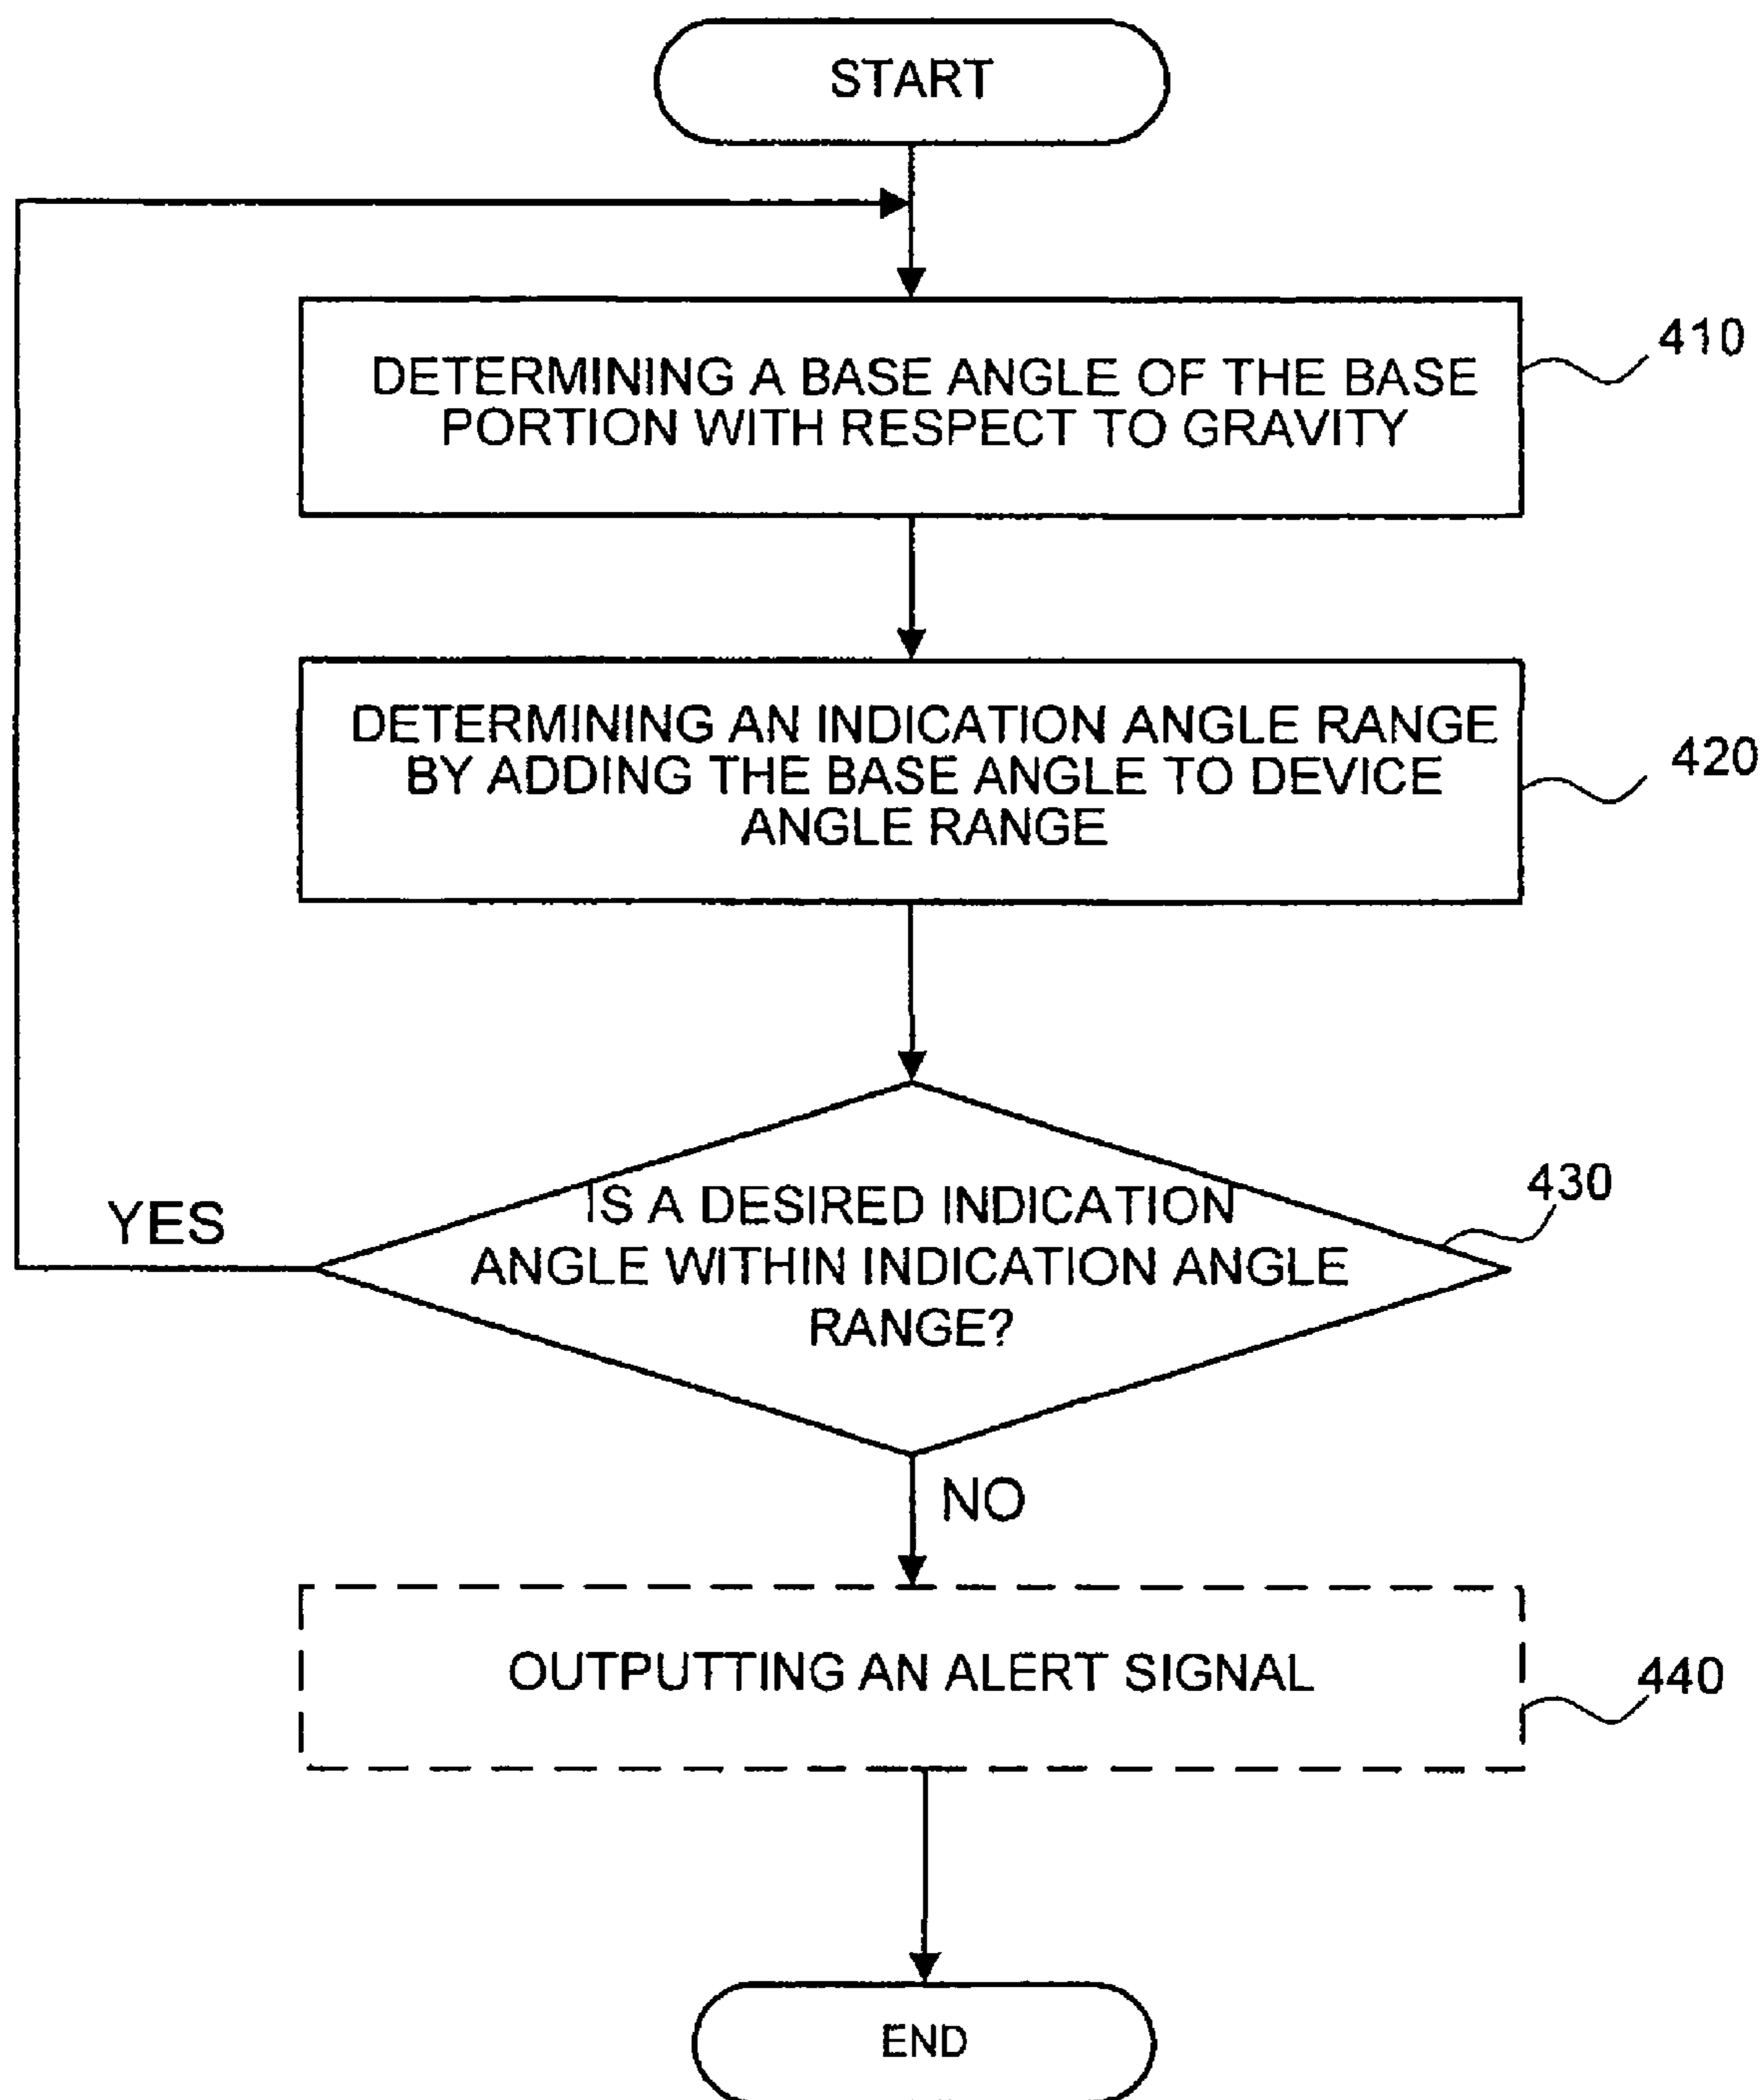 START
DETERMINING A BASE ANGLE OF THE BASE
PORTION WITH RESPECT TO GRAVITY
410
DETERMINING AN INDICATION ANGLE RANGE
BY ADDING THE BASE ANGLE TO DEVICE
ANGLE RANGE
420
IS A DESIRED INDICATION
ANGLE WITHIN INDICATION ANGLE
RANGE?
430
YES
NO
OUTPUTTING AN ALERT SIGNAL
440
END